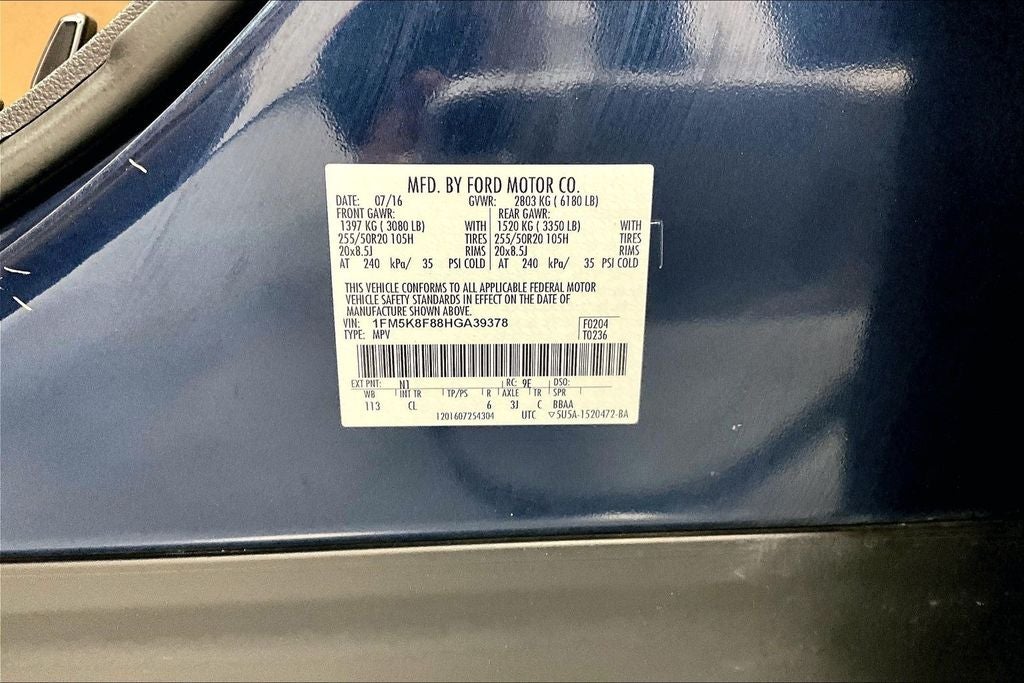 MFD. BY FORD MOTOR CO.
DATE: 07/16 GVWR: 2803 KG ( 6180 LB)
FRONT GAWR: REAR GAWR:
1397 KG ( 3080 LB) WITH 1520 KG ( 3350 LB) WITH
255/50R20 105H TIRES 255/50R20 105H TIRES
20x8.5J RIMS 20x8.5J RIMS
AT 240 kPa/ 35 PSI COLD AT 240 kPa/ 35 PSI COLD
THIS VEHICLE CONFORMS TO ALL APPLICABLE FEDERAL MOTOR
VEHICLE SAFETY STANDARDS IN EFFECT ON THE DATE OF
MANUFACTURE SHOWN ABOVE.
VIN: 1FM5K8F88HGA39378 F0204
TYPE: MPV T0236
EXT PNT: N1 RC: 9E DSO:
WB INT TR TP/PS R AXLE TR SPR
113 CL 6 3J C BBAA
1201607254304 UTC ▽5U5A-1520472-BA